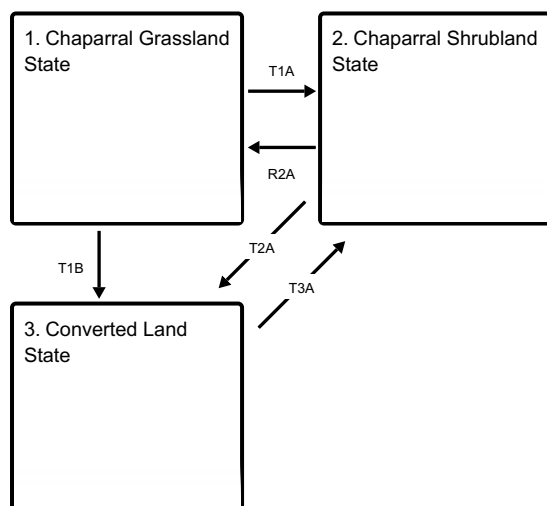 1. Chaparral Grassland
State
2. Chaparral Shrubland
State
T1A
R2A
T1B
T2A
T3A
3. Converted Land
State